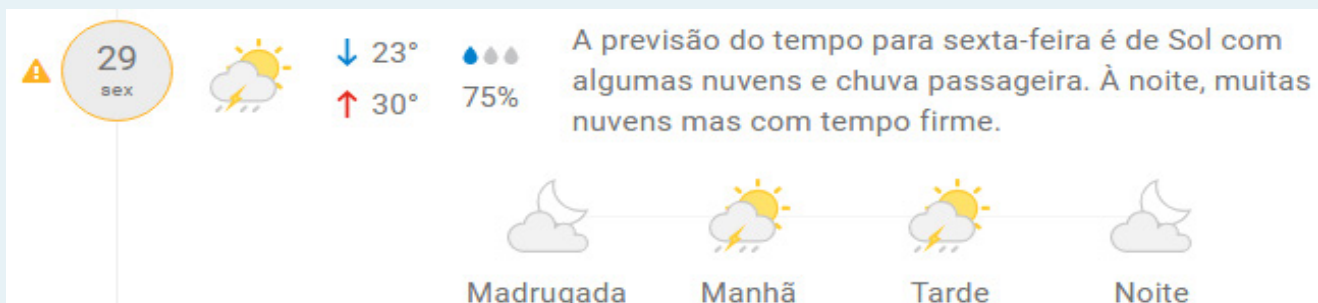 29
sex
↓ 23°
↑ 30°
75%
A previsão do tempo para sexta-feira é de Sol com
algumas nuvens e chuva passageira. À noite, muitas
nuvens mas com tempo firme.
Madrugada Manhã Tarde Noite